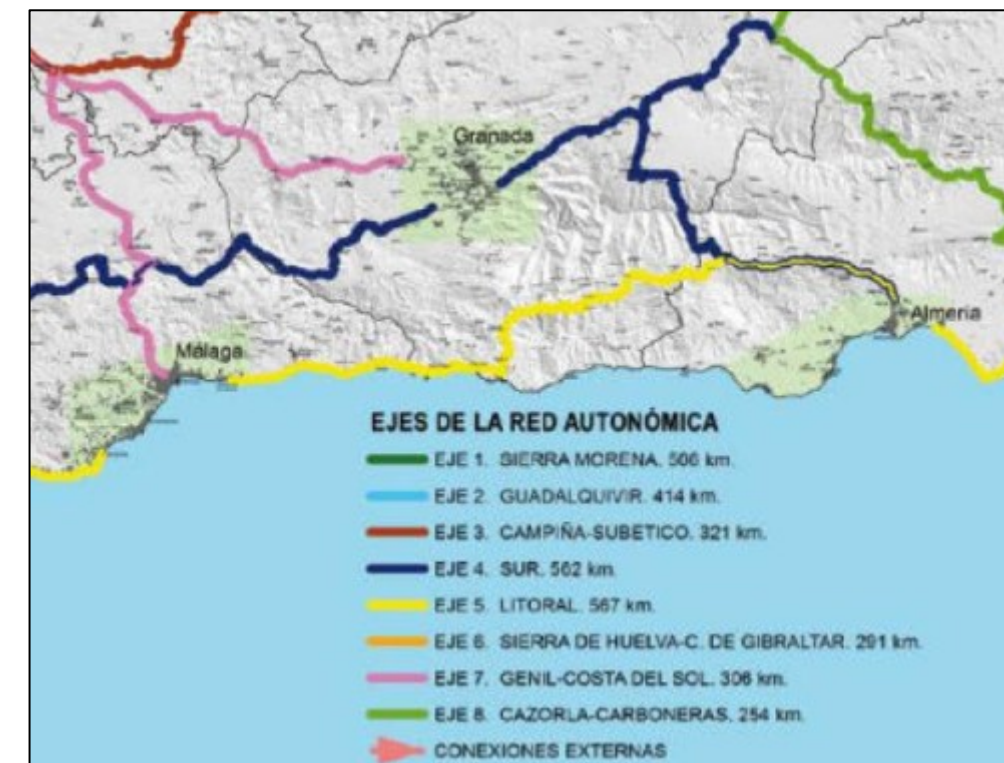 Granada
Almería
Málaga
EJES DE LA RED AUTONÓMICA
EJE 1. SIERRA MORENA. 506 km.
EJE 2. GUADALQUIVIR. 414 km.
EJE 3. CAMPIÑA-SUBETICO. 321 km.
EJE 4. SUR. 562 km.
EJE 5. LITORAL. 567 km.
EJE 6. SIERRA DE HUELVA-C. DE GIBRALTAR. 291 km.
EJE 7. GENIL-COSTA DEL SOL. 306 km.
EJE 8. CAZORLA-CARBONERAS. 254 km.
CONEXIONES EXTERNAS